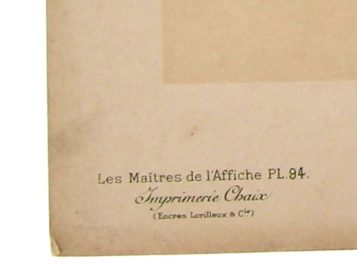 Les Maîtres de l'Affiche PL.94.
Imprimerie Chaix
(Encres Lorilleux & Cie)